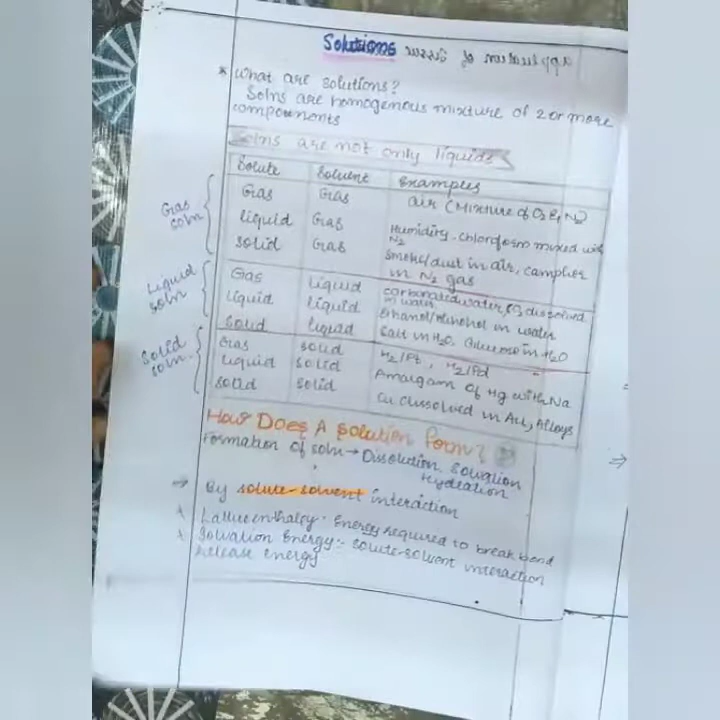 Solutions
* What are solutions?
Solns are homogenous mixture of 2 or more
components
Solns are not only liquids
Solute Solvent Examples
Gas soln
Gas Gas air (Mixture of O2 & N2)
liquid Gas Humidity, chloroform mixed with N2
solid Gas smoke/dust in air, camphor in N2 gas
Liquid soln
Gas liquid carbonated water, dissolved in water
liquid liquid Ethanol/ in water
solid liquid Salt in H2O, Glucose in H2O
Solid soln.
Gas solid H2/Pt, H2/Pd
liquid solid Amalgam of Hg with Na
solid solid Cu dissolved in Au, Alloys
How Does A Solution form?
Formation of soln → Dissolution, Solvation
Hydration
→ By solute-solvent interaction
* Lattice enthalpy: Energy required to break bond
* Solvation Energy:- solute-solvent interaction
release energy